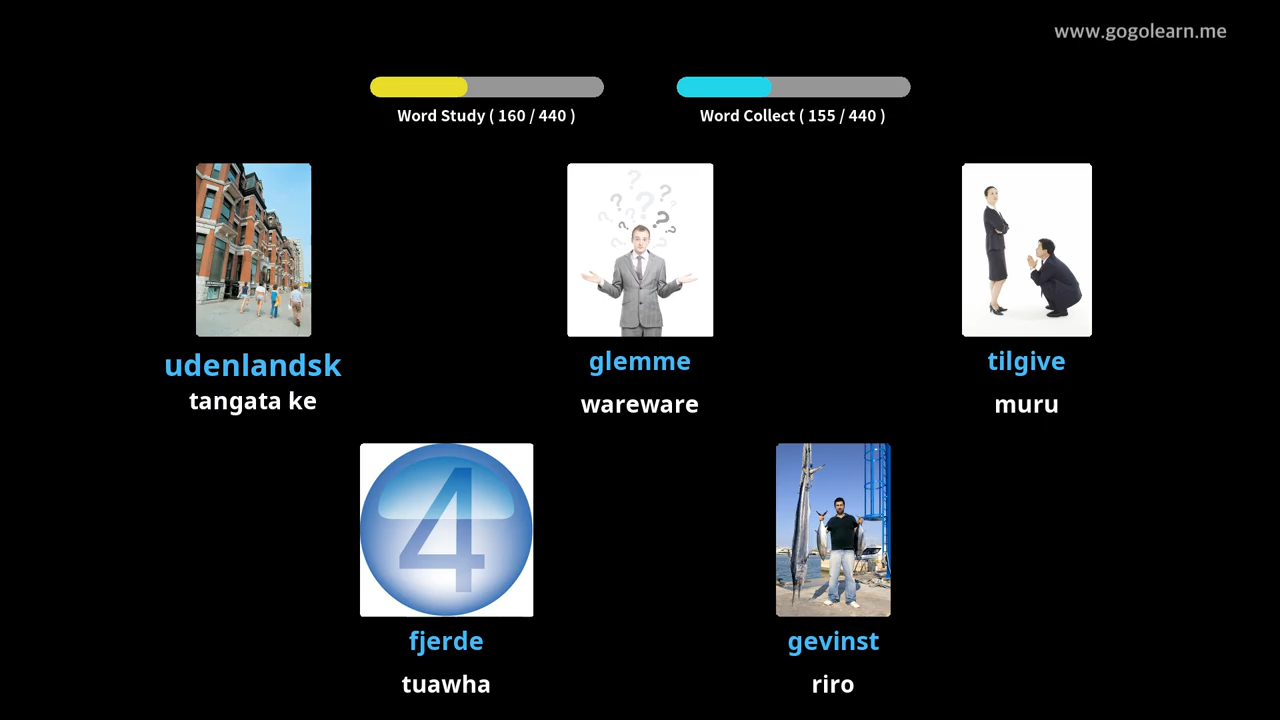 www.gogolearn.me
Word Study ( 160 / 440 )
Word Collect ( 155 / 440 )
udenlandsk
tangata ke
glemme
wareware
tilgive
muru
4
fjerde
tuawha
gevinst
riro